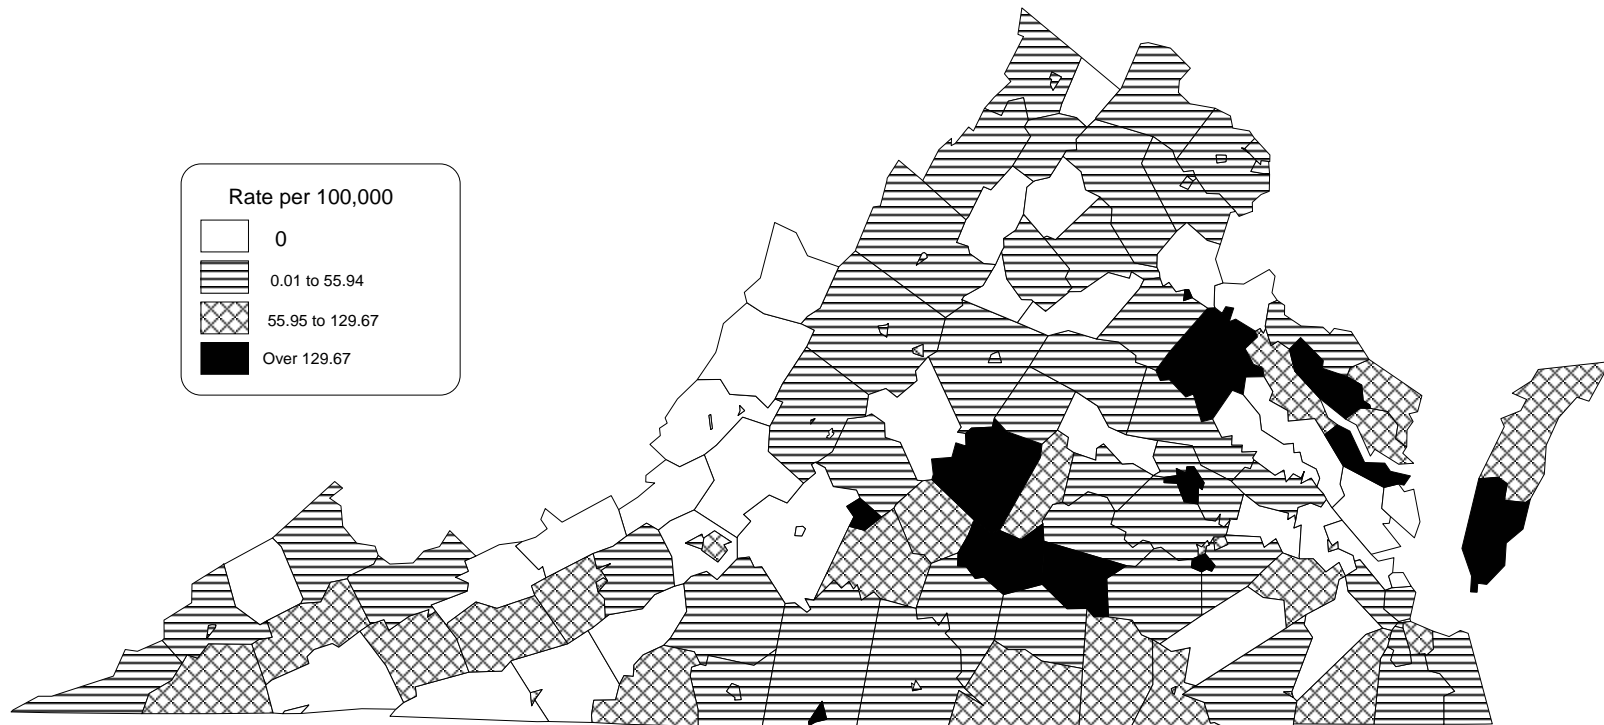 Rate per 100,000
0
0.01 to 55.94
55.95 to 129.67
Over 129.67